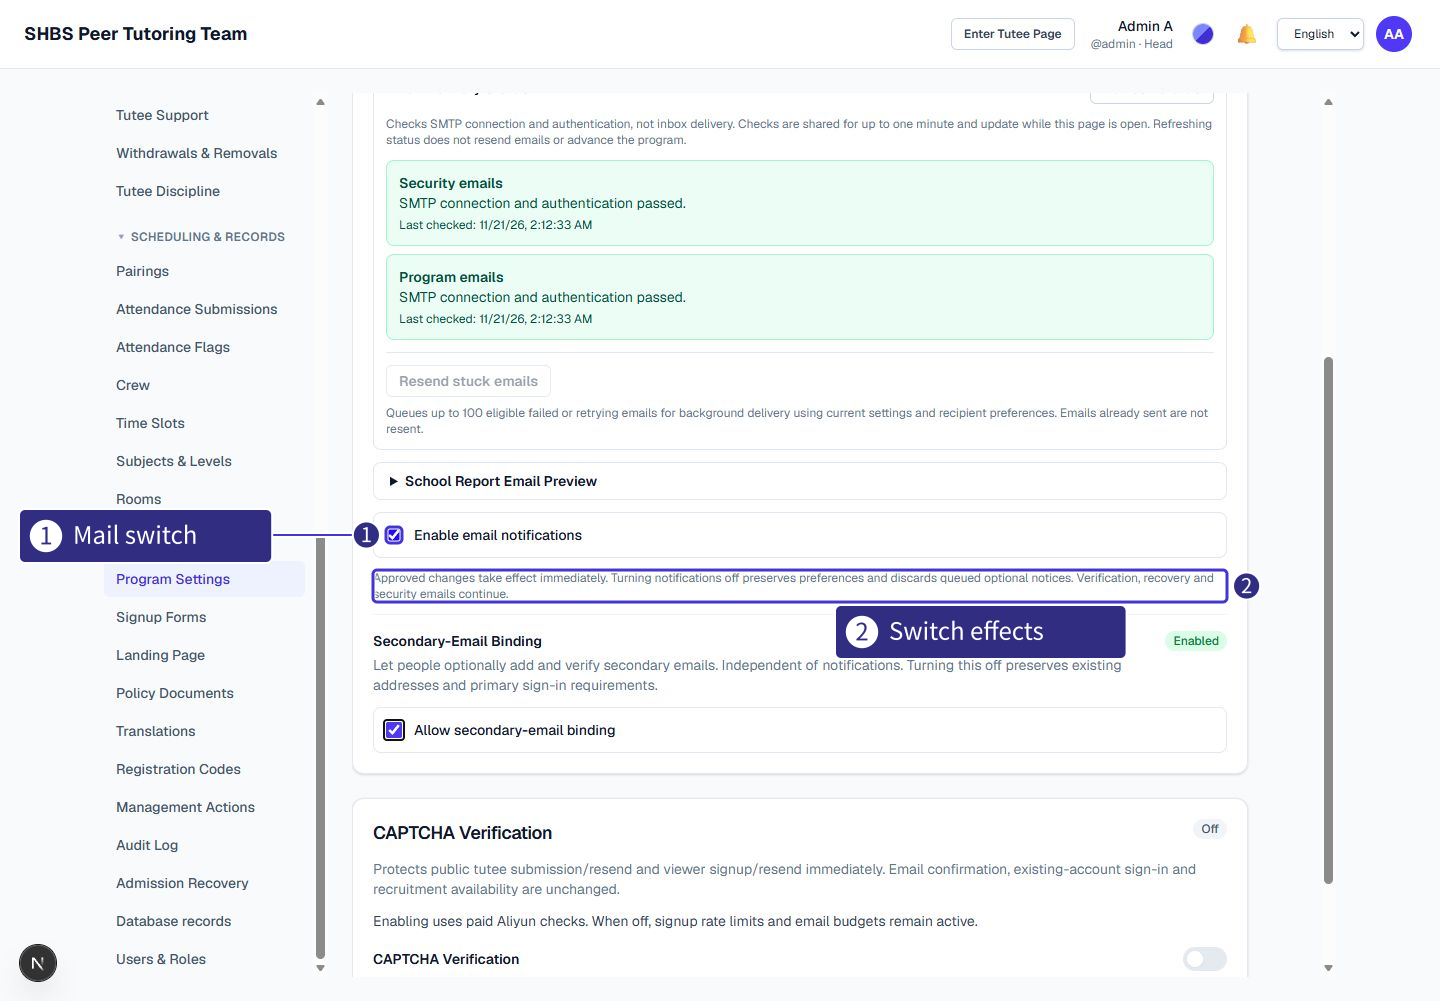 SHBS Peer Tutoring Team
Enter Tutee Page
Admin A
@admin · Head
English
AA
Tutee Support
Withdrawals & Removals
Tutee Discipline
SCHEDULING & RECORDS
Pairings
Attendance Submissions
Attendance Flags
Crew
Time Slots
Subjects & Levels
Rooms
1 Mail switch
Program Settings
Signup Forms
Landing Page
Policy Documents
Translations
Registration Codes
Management Actions
Audit Log
Admission Recovery
Database records
Users & Roles
N
Checks SMTP connection and authentication, not inbox delivery. Checks are shared for up to one minute and update while this page is open. Refreshing
status does not resend emails or advance the program.
Security emails
SMTP connection and authentication passed.
Last checked: 11/21/26, 2:12:33 AM
Program emails
SMTP connection and authentication passed.
Last checked: 11/21/26, 2:12:33 AM
Resend stuck emails
Queues up to 100 eligible failed or retrying emails for background delivery using current settings and recipient preferences. Emails already sent are not
resent.
School Report Email Preview
1 Enable email notifications
Approved changes take effect immediately. Turning notifications off preserves preferences and discards queued optional notices. Verification, recovery and
security emails continue.
2
2 Switch effects
Secondary-Email Binding
Enabled
Let people optionally add and verify secondary emails. Independent of notifications. Turning this off preserves existing
addresses and primary sign-in requirements.
Allow secondary-email binding
CAPTCHA Verification
Off
Protects public tutee submission/resend and viewer signup/resend immediately. Email confirmation, existing-account sign-in and
recruitment availability are unchanged.
Enabling uses paid Aliyun checks. When off, signup rate limits and email budgets remain active.
CAPTCHA Verification